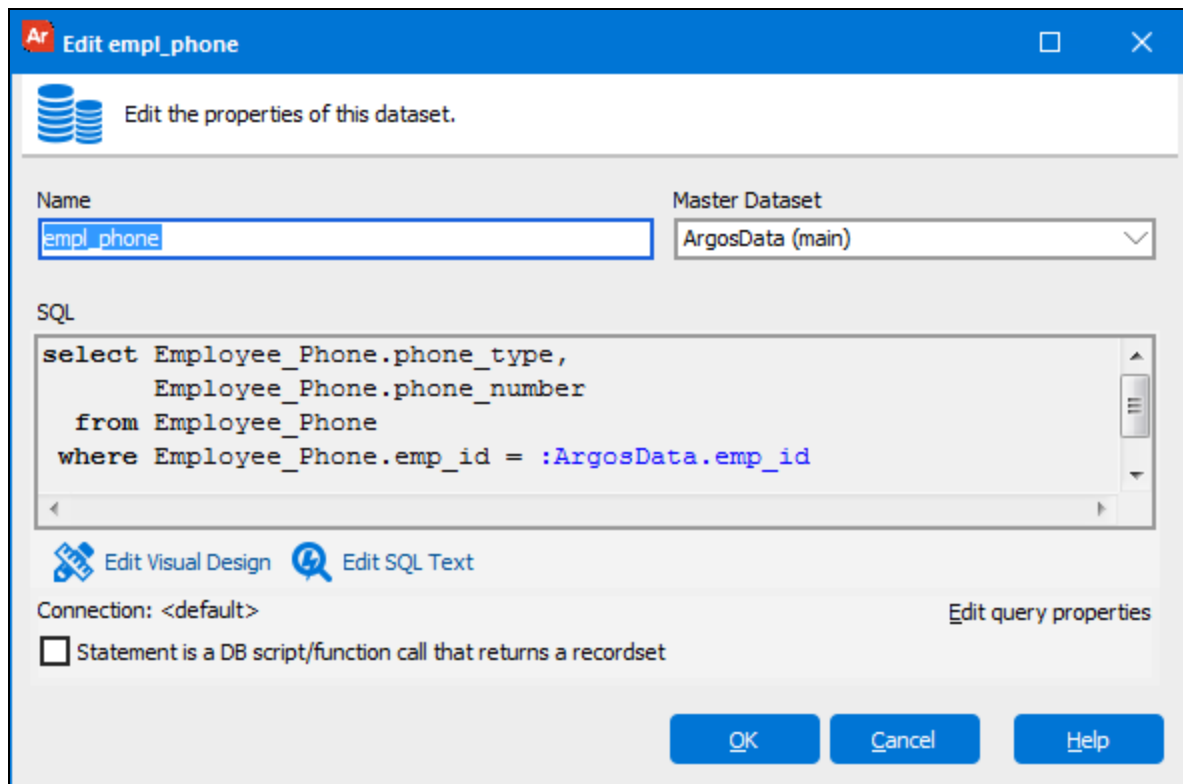 Ar Edit empl_phone
Edit the properties of this dataset.
Name Master Dataset
empl_phone ArgosData (main)
SQL
select Employee_Phone.phone_type,
Employee_Phone.phone_number
from Employee_Phone
where Employee_Phone.emp_id = :ArgosData.emp_id
Edit Visual Design Edit SQL Text
Connection: <default> Edit query properties
Statement is a DB script/function call that returns a recordset
OK Cancel Help